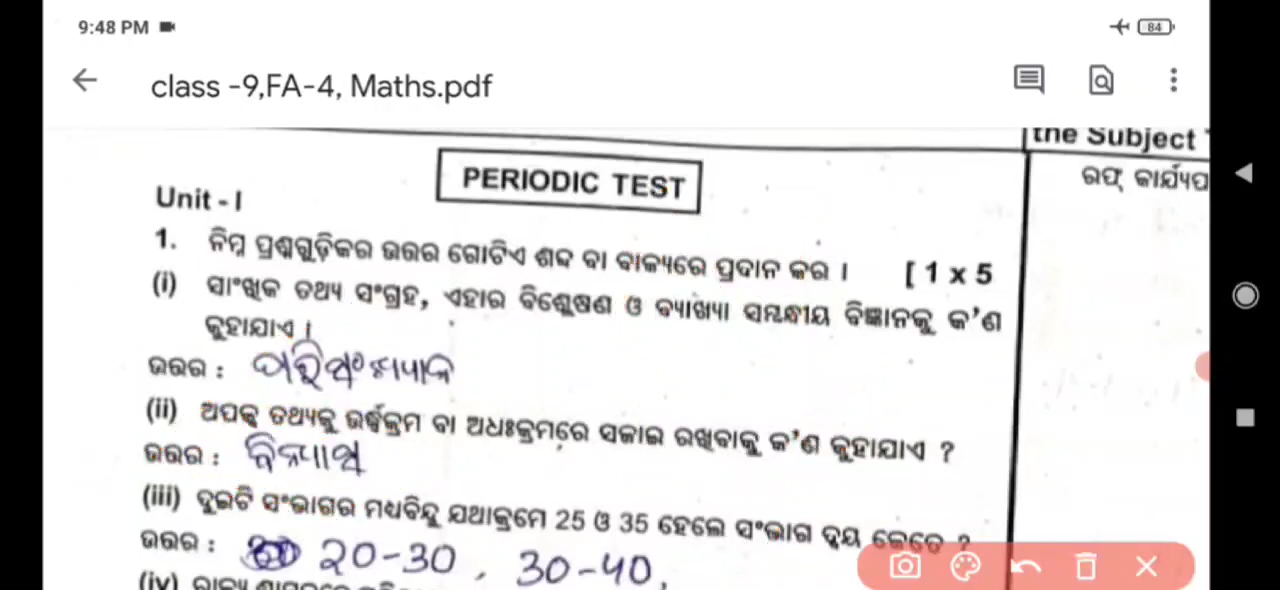 9:48 PM
84
class -9,FA-4, Maths.pdf
the Subject
PERIODIC TEST
ରଫ୍ କାର୍ଯ୍ୟପ
Unit - I
1. ନିମ୍ନ ପ୍ରଶ୍ନଗୁଡ଼ିକର ଉତ୍ତର ଗୋଟିଏ ଶବ୍ଦ ବା ବାକ୍ୟରେ ପ୍ରଦାନ କର । [ 1 x 5
(i) ସାଂଖ୍ୟିକ ତଥ୍ୟ ସଂଗ୍ରହ, ଏହାର ବିଶ୍ଳେଷଣ ଓ ବ୍ୟାଖ୍ୟା ସମ୍ବନ୍ଧୀୟ ବିଜ୍ଞାନକୁ କ'ଣ
କୁହାଯାଏ ।
ଉତ୍ତର :
(ii) ଅପକ୍ବ ତଥ୍ୟକୁ ଊର୍ଦ୍ଧ୍ୱକ୍ରମ ବା ଅଧଃକ୍ରମରେ ସଜାଇ ରଖିବାକୁ କ'ଣ କୁହାଯାଏ ?
ଉତ୍ତର : ବିନ୍ୟାସ
(iii) ଦୁଇଟି ସଂଭାଗର ମଧ୍ୟବିନ୍ଦୁ ଯଥାକ୍ରମେ 25 ଓ 35 ହେଲେ ସଂଭାଗ ଦ୍ୱୟ କେତେ ?
ଉତ୍ତର : 20-30 , 30-40,
(iv)